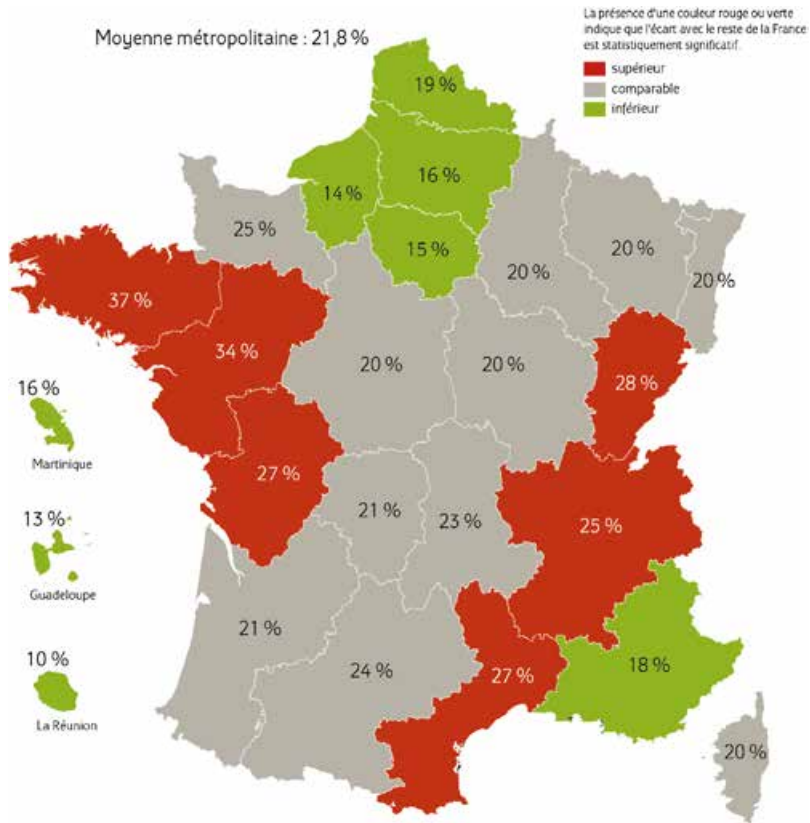 La présence d'une couleur rouge ou verte
indique que l'écart avec le reste de la France
est statistiquement significatif
supérieur
comparable
inférieur
Moyenne métropolitaine : 21,8 %
19 %
16 %
14 %
15 %
25 %
20 %
20 %
20 %
37 %
34 %
20 %
20 %
28 %
27 %
21 %
23 %
25 %
21 %
24 %
27 %
18 %
20 %
16 %
Martinique
13 %
Guadeloupe
10 %
La Réunion